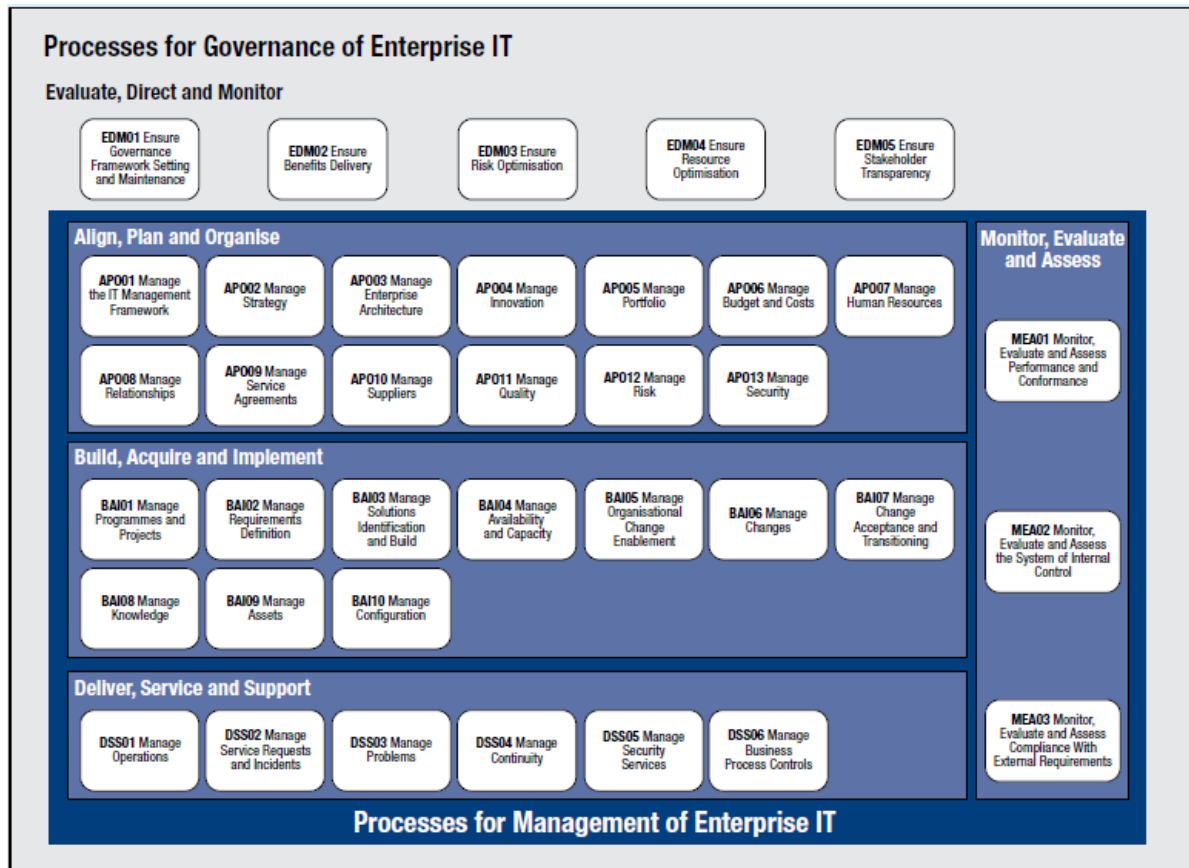 Processes for Governance of Enterprise IT
Evaluate, Direct and Monitor
EDM01 Ensure
Governance
Framework Setting
and Maintenance
EDM02 Ensure
Benefits Delivery
EDM03 Ensure
Risk Optimisation
EDM04 Ensure
Resource
Optimisation
EDM05 Ensure
Stakeholder
Transparency
Align, Plan and Organise
APO01 Manage
the IT Management
Framework
APO02 Manage
Strategy
APO03 Manage
Enterprise
Architecture
APO04 Manage
Innovation
APO05 Manage
Portfolio
APO06 Manage
Budget and Costs
APO07 Manage
Human Resources
APO08 Manage
Relationships
APO09 Manage
Service
Agreements
APO10 Manage
Suppliers
APO11 Manage
Quality
APO12 Manage
Risk
APO13 Manage
Security
Build, Acquire and Implement
BAI01 Manage
Programmes and
Projects
BAI02 Manage
Requirements
Definition
BAI03 Manage
Solutions
Identification
and Build
BAI04 Manage
Availability
and Capacity
BAI05 Manage
Organisational
Change
Enablement
BAI06 Manage
Changes
BAI07 Manage
Change
Acceptance and
Transitioning
BAI08 Manage
Knowledge
BAI09 Manage
Assets
BAI10 Manage
Configuration
Deliver, Service and Support
DSS01 Manage
Operations
DSS02 Manage
Service Requests
and Incidents
DSS03 Manage
Problems
DSS04 Manage
Continuity
DSS05 Manage
Security
Services
DSS06 Manage
Business
Process Controls
Monitor, Evaluate
and Assess
MEA01 Monitor,
Evaluate and Assess
Performance and
Conformance
MEA02 Monitor,
Evaluate and Assess
the System of Internal
Control
MEA03 Monitor,
Evaluate and Assess
Compliance With
External Requirements
Processes for Management of Enterprise IT